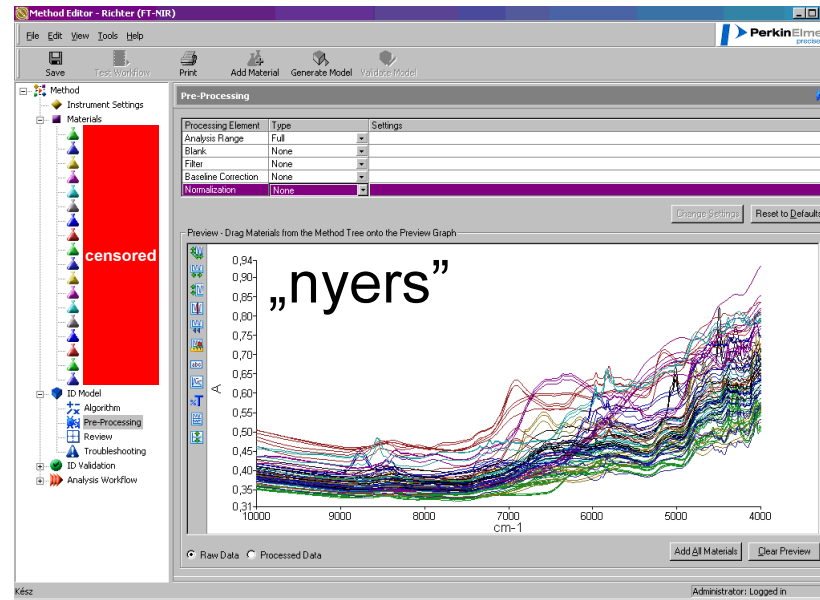 Method Editor - Richter (FT-NIR)
File Edit View Tools Help
PerkinElme
precise
Save Test Workflow Print Add Material Generate Model Validate Model
Method
Instrument Settings
Materials
censored
ID Model
Algorithm
Pre-Processing
Review
Troubleshooting
ID Validation
Analysis Workflow
Pre-Processing
Processing Element Type Settings
Analysis Range Full
Blank None
Filter None
Baseline Correction None
Normalization None
Change Settings Reset to Defaults
Preview - Drag Materials from the Method Tree onto the Preview Graph
„nyers”
0,94
0,90
0,85
0,80
0,75
0,70
0,65
0,60
0,55
0,50
0,45
0,40
0,35
0,31
A
10000 9000 8000 7000 6000 5000 4000
cm-1
abc
%T
Raw Data Processed Data
Add All Materials Clear Preview
Kész
Administrator: Logged in